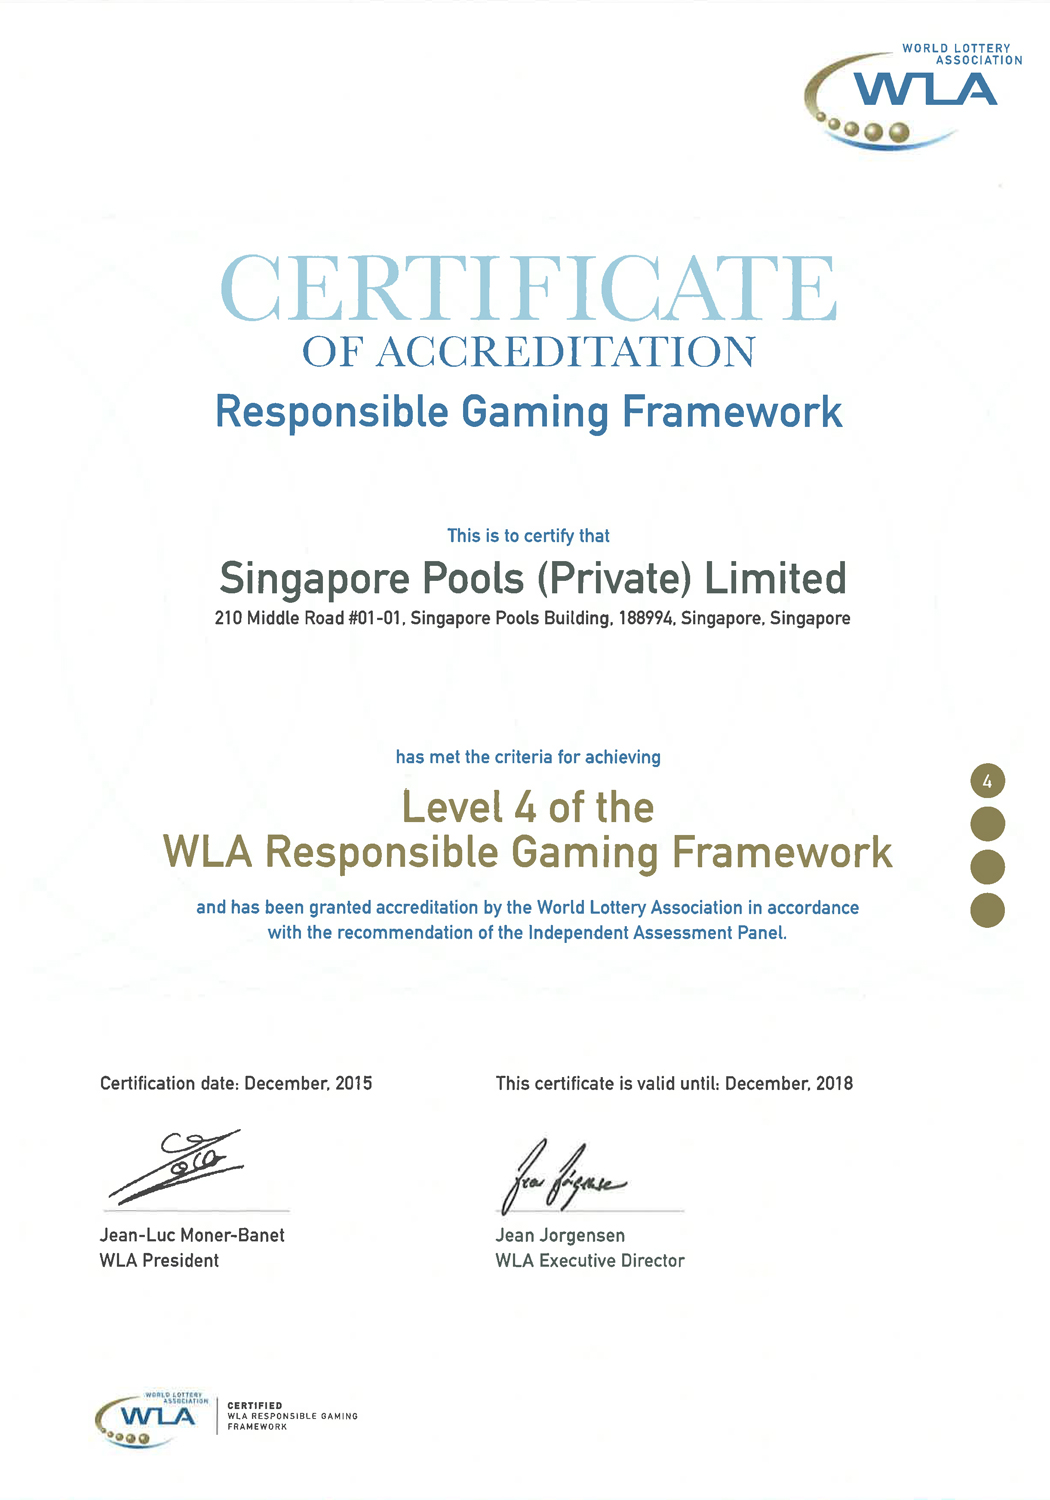 WORLD LOTTERY
ASSOCIATION
WLA
CERTIFICATE
OF ACCREDITATION
Responsible Gaming Framework
This is to certify that
Singapore Pools (Private) Limited
210 Middle Road #01-01, Singapore Pools Building, 188994, Singapore, Singapore
has met the criteria for achieving
4
Level 4 of the
WLA Responsible Gaming Framework
and has been granted accreditation by the World Lottery Association in accordance
with the recommendation of the Independent Assessment Panel.
Certification date: December, 2015
This certificate is valid until: December, 2018
Jean Jorgense
Jean-Luc Moner-Banet
WLA President
Jean Jorgensen
WLA Executive Director
WORLD LOTTERY
ASSOCIATION
WLA
CERTIFIED
WLA RESPONSIBLE GAMING
FRAMEWORK